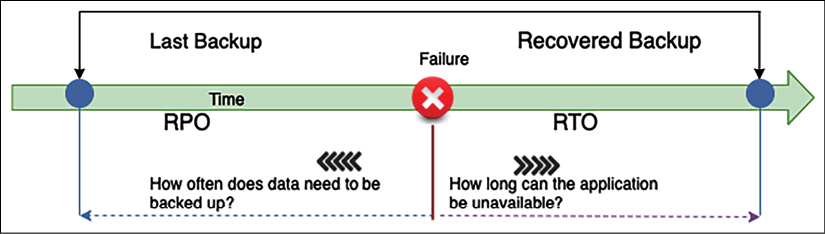 Last Backup
Recovered Backup
Failure
Time
RPO
RTO
How often does data need to be
backed up?
How long can the application
be unavailable?